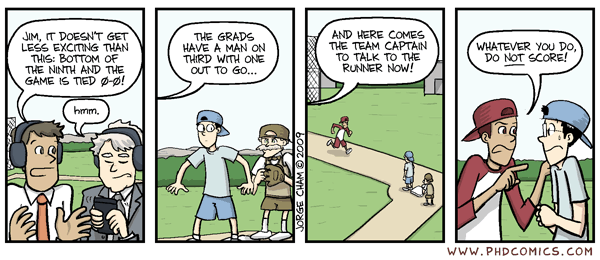 JIM, IT DOESN'T GET
LESS EXCITING THAN
THIS: BOTTOM OF
THE NINTH AND THE
GAME IS TIED 0-0!
hmm.
THE GRADS
HAVE A MAN ON
THIRD WITH ONE
OUT TO GO...
JORGE CHAM © 2009
AND HERE COMES
THE TEAM CAPTAIN
TO TALK TO THE
RUNNER NOW!
WHATEVER YOU DO,
DO NOT SCORE!
WWW.PHDCOMICS.COM